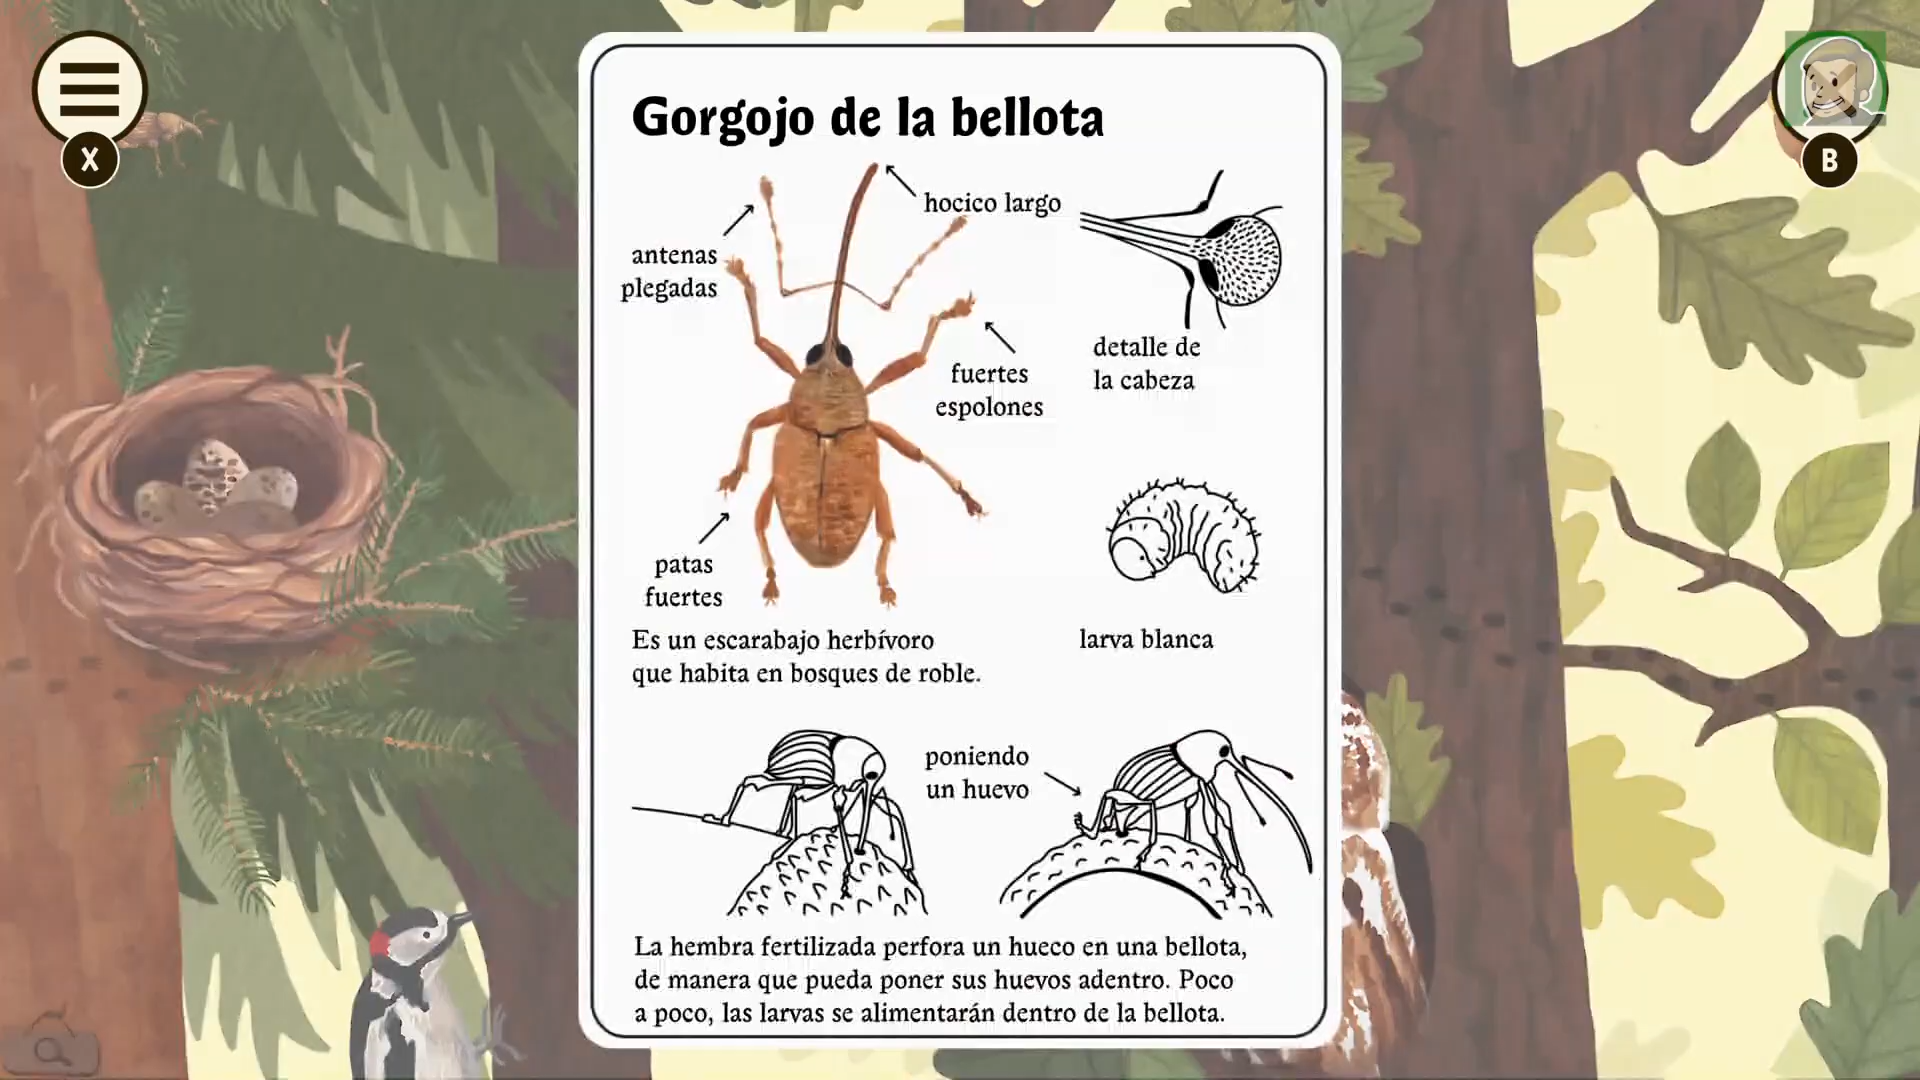 X
B
Gorgojo de la bellota
hocico largo
antenas
plegadas
detalle de
la cabeza
fuertes
espolones
patas
fuertes
Es un escarabajo herbívoro
que habita en bosques de roble.
larva blanca
poniendo
un huevo
La hembra fertilizada perfora un hueco en una bellota,
de manera que pueda poner sus huevos adentro. Poco
a poco, las larvas se alimentarán dentro de la bellota.